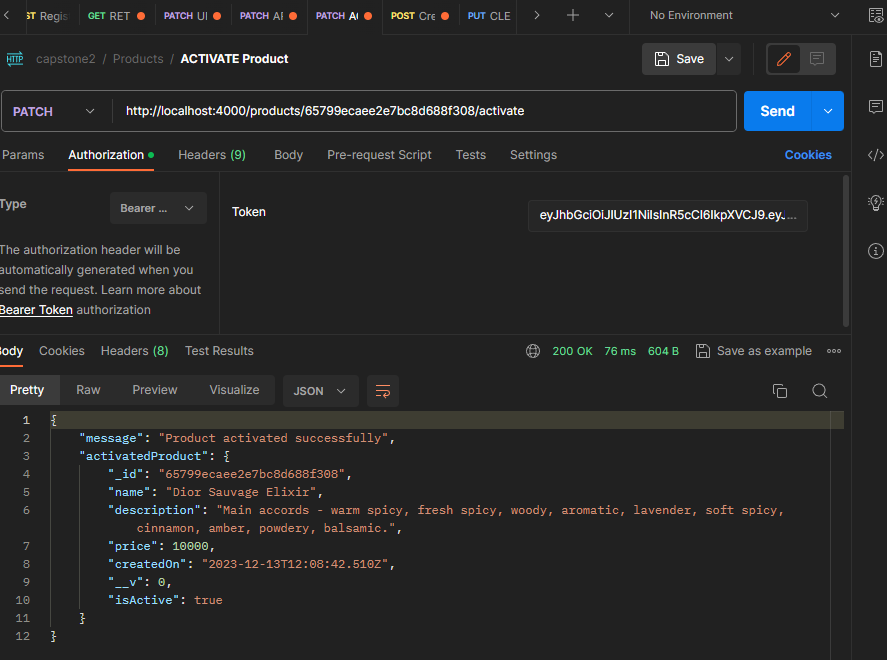 ST Regis
GET RET
PATCH UI
PATCH AI
PATCH AC
POST Cre
PUT CLE
No Environment
HTTP capstone2 / Products / ACTIVATE Product
Save
PATCH
http://localhost:4000/products/65799ecaee2e7bc8d688f308/activate
Send
Params Authorization Headers (9) Body Pre-request Script Tests Settings Cookies
Type
Bearer ...
Token
eyJhbGciOiJIUzI1NiIsInR5cCI6IkpXVCJ9.eyJ...
The authorization header will be
automatically generated when you
send the request. Learn more about
Bearer Token authorization
Body Cookies Headers (8) Test Results 200 OK 76 ms 604 B Save as example
Pretty Raw Preview Visualize JSON
1 {
2 "message": "Product activated successfully",
3 "activatedProduct": {
4 "_id": "65799ecaee2e7bc8d688f308",
5 "name": "Dior Sauvage Elixir",
6 "description": "Main accords - warm spicy, fresh spicy, woody, aromatic, lavender, soft spicy,
cinnamon, amber, powdery, balsamic.",
7 "price": 10000,
8 "createdOn": "2023-12-13T12:08:42.510Z",
9 "__v": 0,
10 "isActive": true
11 }
12 }